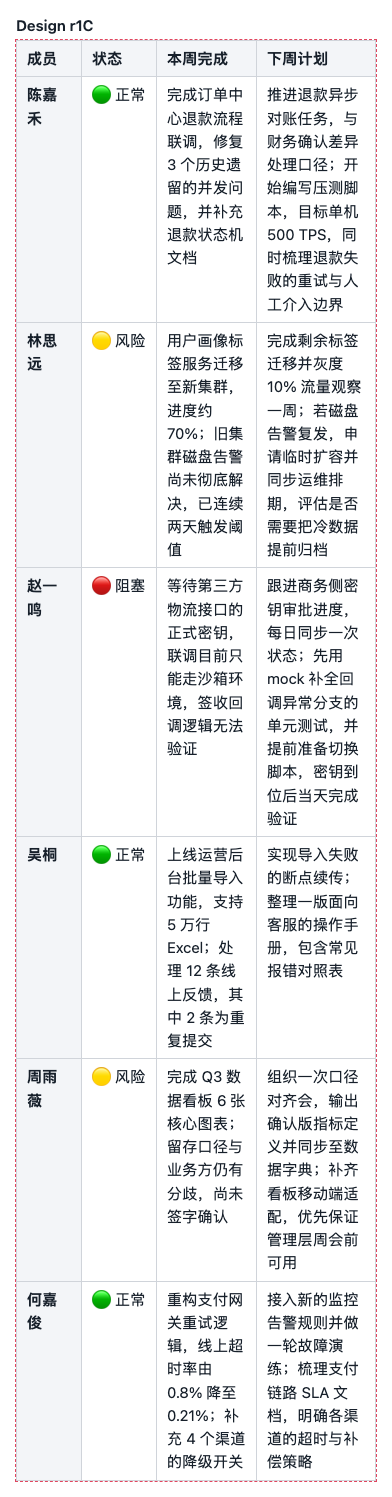 Design r1C
成员 状态 本周完成 下周计划
陈嘉
禾
🟢 正常
完成订单中
心退款流程
联调，修复
3 个历史遗
留的并发问
题，并补充
退款状态机
文档
推进退款异步
对账任务，与
财务确认差异
处理口径；开
始编写压测脚
本，目标单机
500 TPS，同
时梳理退款失
败的重试与人
工介入边界
林思
远
🟡 风险
用户画像标
签服务迁移
至新集群，
进度约
70%；旧集
群磁盘告警
尚未彻底解
决，已连续
两天触发阈
值
完成剩余标签
迁移并灰度
10% 流量观察
一周；若磁盘
告警复发，申
请临时扩容并
同步运维排
期，评估是否
需要把冷数据
提前归档
赵一
鸣
🔴 阻塞
等待第三方
物流接口的
正式密钥，
联调目前只
能走沙箱环
境，签收回
调逻辑无法
验证
跟进商务侧密
钥审批进度，
每日同步一次
状态；先用
mock 补全回
调异常分支的
单元测试，并
提前准备切换
脚本，密钥到
位后当天完成
验证
吴桐
🟢 正常
上线运营后
台批量导入
功能，支持
5 万行
Excel；处
理 12 条线
上反馈，其
中 2 条为重
复提交
实现导入失败
的断点续传；
整理一版面向
客服的操作手
册，包含常见
报错对照表
周雨
薇
🟡 风险
完成 Q3 数
据看板 6 张
核心图表；
留存口径与
业务方仍有
分歧，尚未
签字确认
组织一次口径
对齐会，输出
确认版指标定
义并同步至数
据字典；补齐
看板移动端适
配，优先保证
管理层周会前
可用
何嘉
俊
🟢 正常
重构支付网
关重试逻
辑，线上超
时率由
0.8% 降至
0.21%；补
充 4 个渠道
的降级开关
接入新的监控
告警规则并做
一轮故障演
练；梳理支付
链路 SLA 文
档，明确各渠
道的超时与补
偿策略